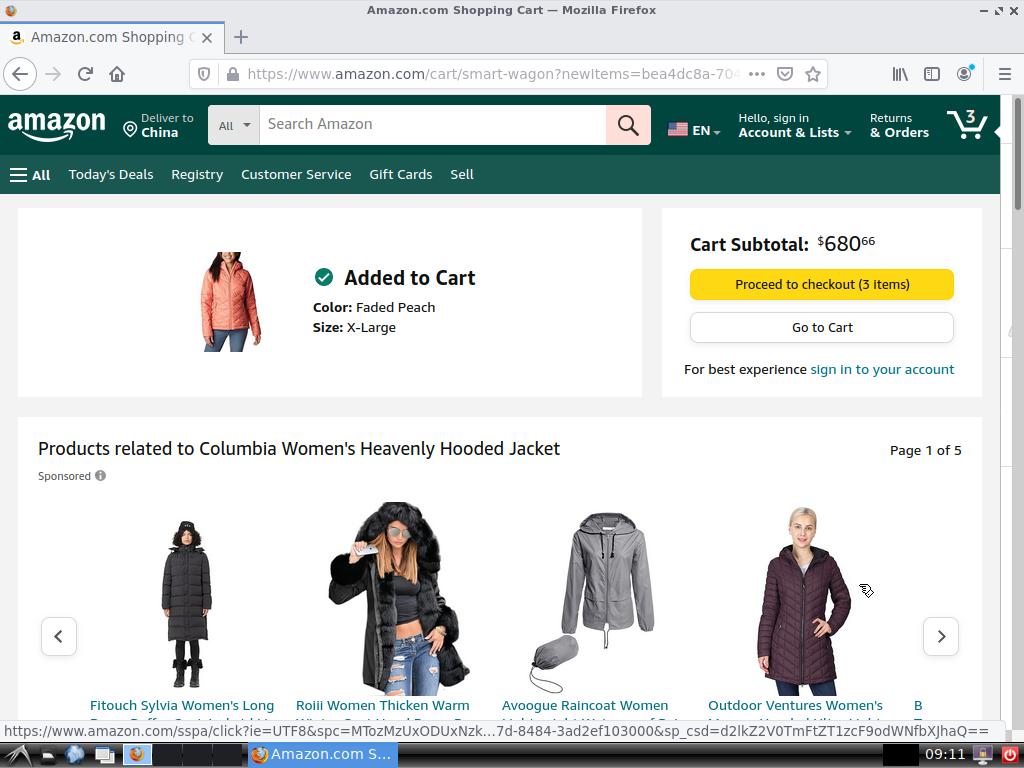 Amazon.com Shopping Cart — Mozilla Firefox
Amazon.com Shopping C
https://www.amazon.com/cart/smart-wagon?newItems=bea4dc8a-704
amazon
Deliver to
China
All
Search Amazon
EN
Hello, sign in
Account & Lists
Returns
& Orders
3
All
Today's Deals
Registry
Customer Service
Gift Cards
Sell
Added to Cart
Color: Faded Peach
Size: X-Large
Cart Subtotal: $680 66
Proceed to checkout (3 items)
Go to Cart
For best experience sign in to your account
Products related to Columbia Women's Heavenly Hooded Jacket
Page 1 of 5
Sponsored
Fitouch Sylvia Women's Long
Roiii Women Thicken Warm
Avoogue Raincoat Women
Outdoor Ventures Women's
B
https://www.amazon.com/sspa/click?ie=UTF8&spc=MTozMzUxODUxNzk...7d-8484-3ad2ef103000&sp_csd=d2lkZ2V0TmFtZT1zcF9odWNfbXJhaQ==
Amazon.com S...
09:11